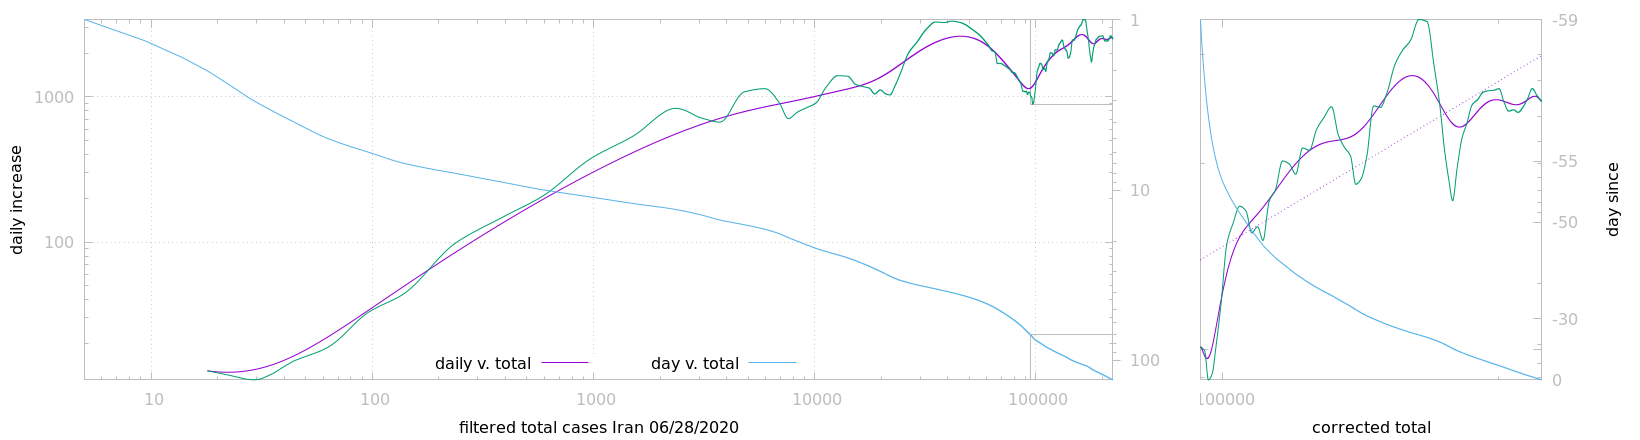 1000
100
daily increase
10
100
1000
10000
100000
1
10
100
daily v. total
day v. total
filtered total cases Iran 06/28/2020
-59
-55
-50
-30
0
day since
100000
corrected total